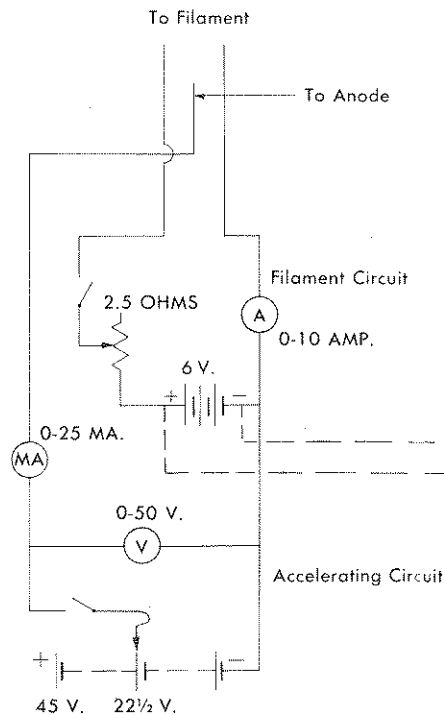 To Filament
To Anode
Filament Circuit
2.5 OHMS
A
0-10 AMP.
6 V.
+
−
0-25 MA.
MA
0-50 V.
V
Accelerating Circuit
+
−
45 V.
22½ V.